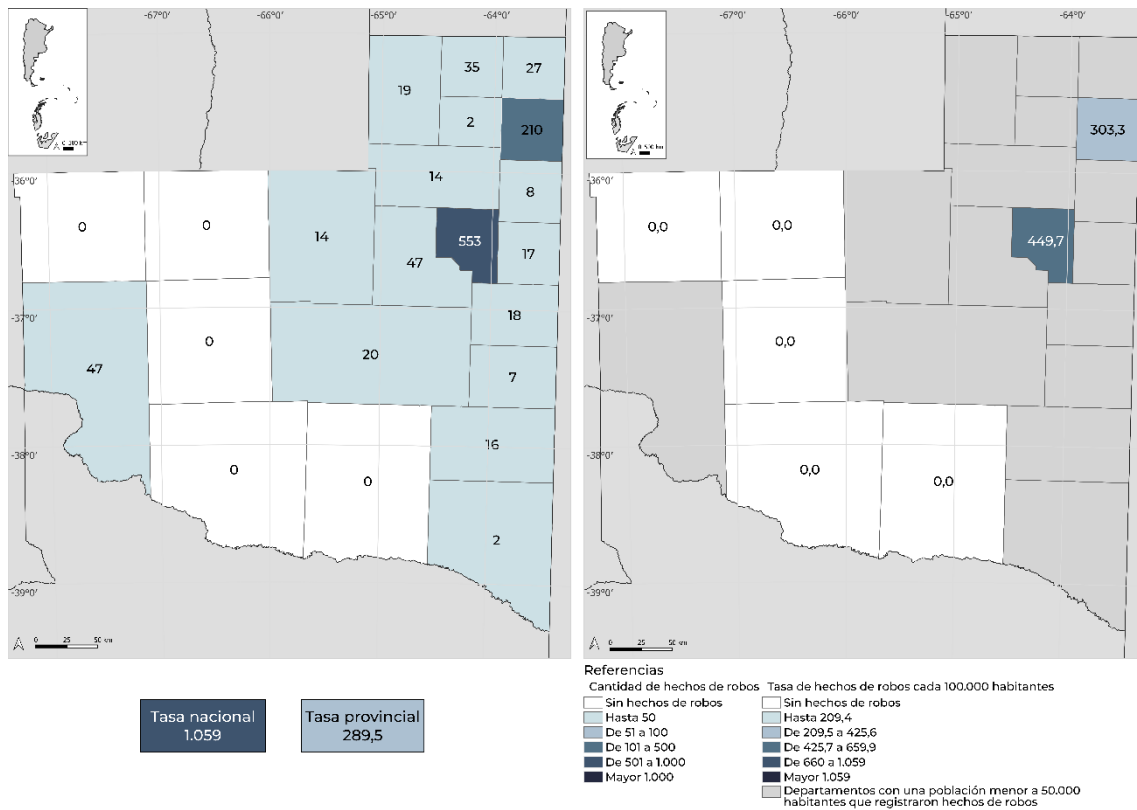 -67°0'
-66°0'
-65°0'
-64°0'
-36°0'
-37°0'
-38°0'
-39°0'
35
27
19
2
210
14
8
0
0
14
553
47
17
18
0
47
20
7
16
0
0
2
0 25 50 km
-67°0'
-66°0'
-65°0'
-64°0'
-36°0'
-37°0'
-38°0'
-39°0'
303,3
0,0
0,0
449,7
0,0
0,0
0,0
0 25 50 km
Tasa nacional
1.059
Tasa provincial
289,5
Referencias
Cantidad de hechos de robos
Sin hechos de robos
Hasta 50
De 51 a 100
De 101 a 500
De 501 a 1.000
Mayor 1.000
Tasa de hechos de robos cada 100.000 habitantes
Sin hechos de robos
Hasta 209,4
De 209,5 a 425,6
De 425,7 a 659,9
De 660 a 1.059
Mayor 1.059
Departamentos con una población menor a 50.000
habitantes que registraron hechos de robos